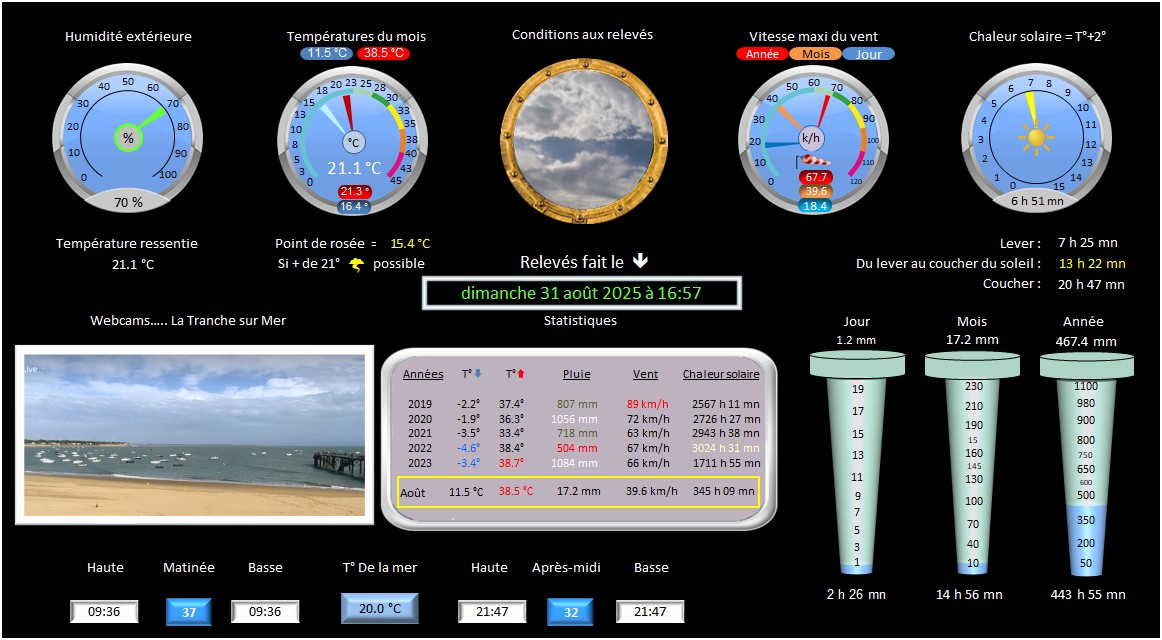 Humidité extérieure
Températures du mois
11.5 °C 38.5 °C
Conditions aux relevés
Vitesse maxi du vent
Année Mois Jour
Chaleur solaire = T°+2°
0 10 20 30 40 50 60 70 80 90 100
%
70 %
0 3 5 8 10 13 15 18 20 23 25 28 30 33 35 38 40 43 45
°C
21.1 °C
21.3 °
16.4 °
0 10 20 30 40 50 60 70 80 90 100 110 120
k/h
67.7
39.6
18.4
0 1 2 3 4 5 6 7 8 9 10 11 12 13 14 15
6 h 51 mn
Température ressentie
21.1 °C
Point de rosée = 15.4 °C
Si + de 21° possible
Relevés fait le
dimanche 31 août 2025 à 16:57
Lever : 7 h 25 mn
Du lever au coucher du soleil : 13 h 22 mn
Coucher : 20 h 47 mn
Webcams..... La Tranche sur Mer
Live
Statistiques
Années T° T° Pluie Vent Chaleur solaire
2019 -2.2° 37.4° 807 mm 89 km/h 2567 h 11 mn
2020 -1.9° 36.3° 1056 mm 72 km/h 2726 h 27 mn
2021 -3.5° 33.4° 718 mm 63 km/h 2943 h 38 mn
2022 -4.6° 38.4° 504 mm 67 km/h 3024 h 31 mn
2023 -3.4° 38.7° 1084 mm 66 km/h 1711 h 55 mn
Août 11.5 °C 38.5 °C 17.2 mm 39.6 km/h 345 h 09 mn
Jour
1.2 mm
19
17
15
13
11
9
7
5
3
1
2 h 26 mn
Mois
17.2 mm
230
210
190
15
160
145
130
100
70
40
10
14 h 56 mn
Année
467.4 mm
1100
980
900
800
750
650
600
500
350
200
50
443 h 55 mn
Haute Matinée Basse
09:36 37 09:36
T° De la mer
20.0 °C
Haute Après-midi Basse
21:47 32 21:47